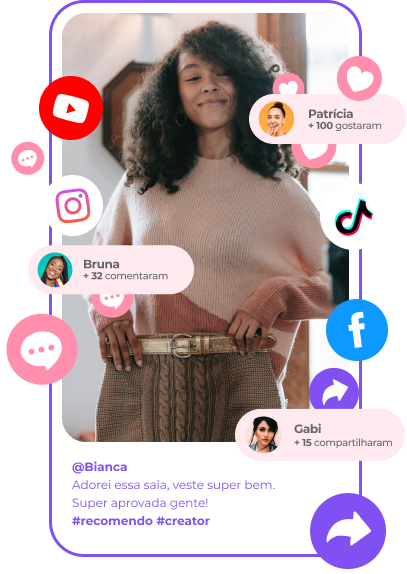 Patrícia
+ 100 gostaram
Bruna
+ 32 comentaram
Gabi
+ 15 compartilharam
@Bianca
Adorei essa saia, veste super bem.
Super aprovada gente!
#recomendo #creator